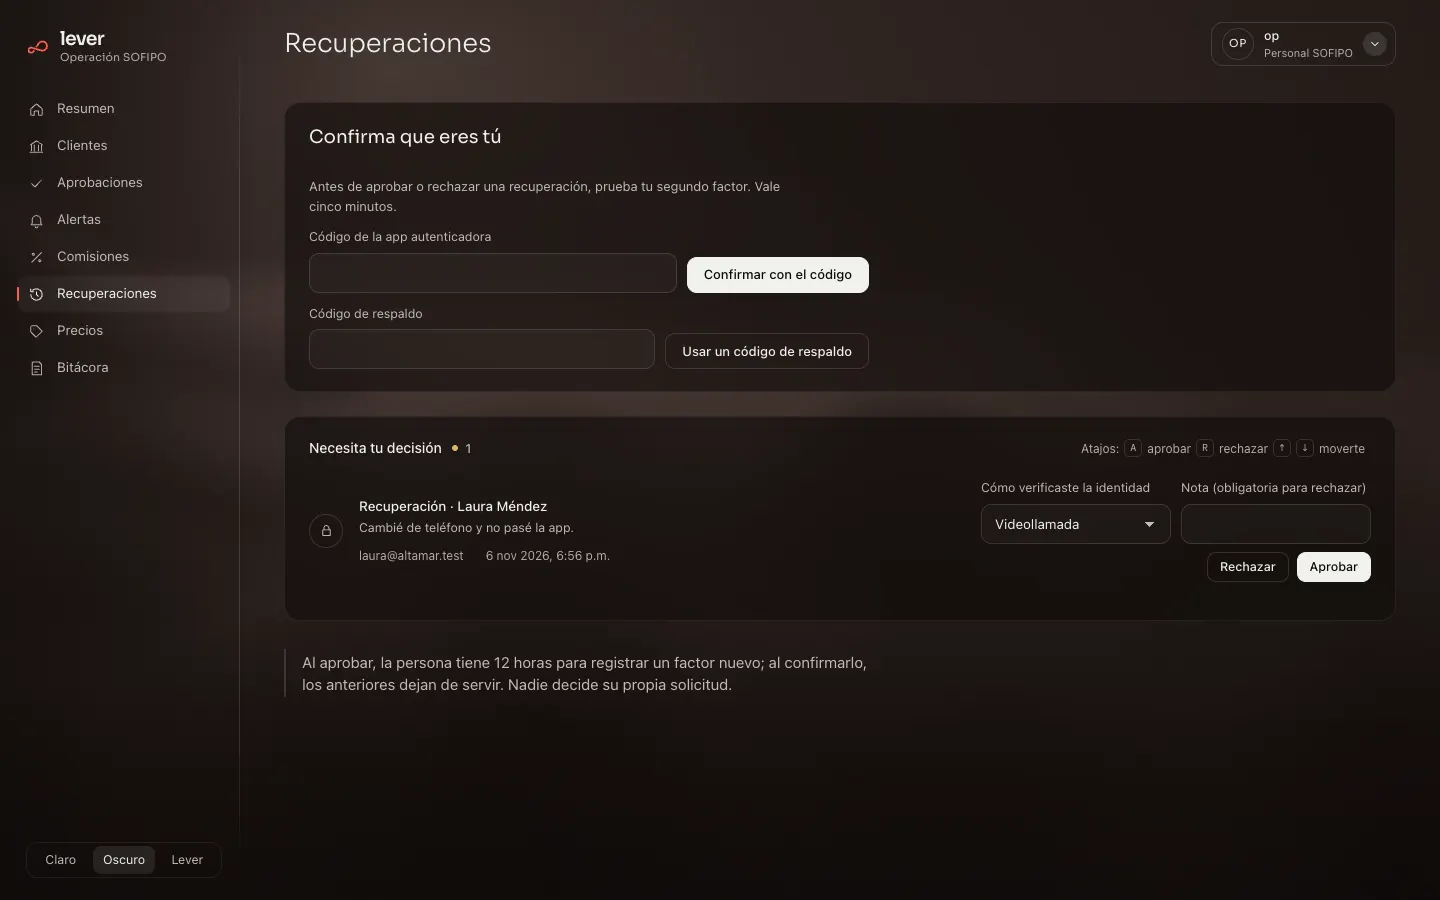 lever
Operación SOFIPO
Resumen
Clientes
Aprobaciones
Alertas
Comisiones
Recuperaciones
Precios
Bitácora
Claro
Oscuro
Lever
Recuperaciones
OP
op
Personal SOFIPO
Confirma que eres tú
Antes de aprobar o rechazar una recuperación, prueba tu segundo factor. Vale
cinco minutos.
Código de la app autenticadora
Confirmar con el código
Código de respaldo
Usar un código de respaldo
Necesita tu decisión 1
Atajos: A aprobar R rechazar ↑ ↓ moverte
Recuperación · Laura Méndez
Cambié de teléfono y no pasé la app.
laura@altamar.test 6 nov 2026, 6:56 p.m.
Cómo verificaste la identidad
Videollamada
Nota (obligatoria para rechazar)
Rechazar
Aprobar
Al aprobar, la persona tiene 12 horas para registrar un factor nuevo; al confirmarlo,
los anteriores dejan de servir. Nadie decide su propia solicitud.